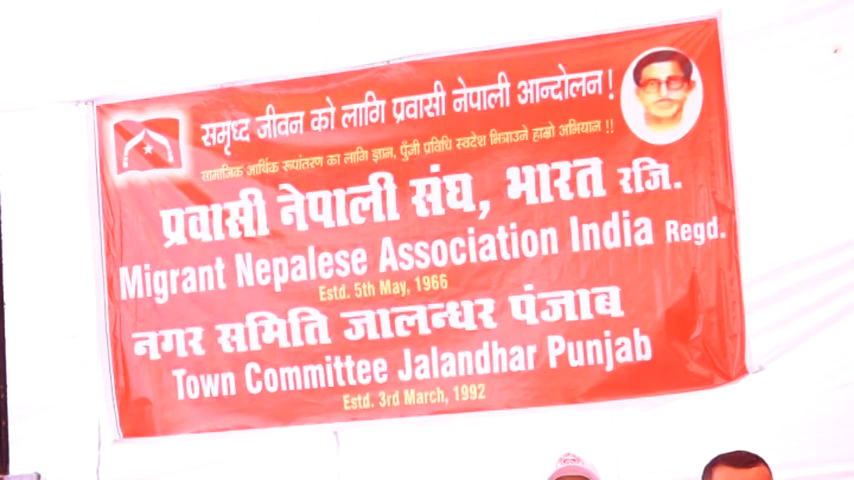 समृध्द जीवन को लागि प्रवासी नेपाली आन्दोलन!
सामाजिक आर्थिक रूपांतरण का लागि ज्ञान, पुँजी प्रविधि स्वदेश भित्राउने हाम्रो अभियान !!
प्रवासी नेपाली संघ, भारत रजि.
Migrant Nepalese Association India Regd.
Estd. 5th May, 1966
नगर समिति जालन्धर पंजाब
Town Committee Jalandhar Punjab
Estd. 3rd March, 1992